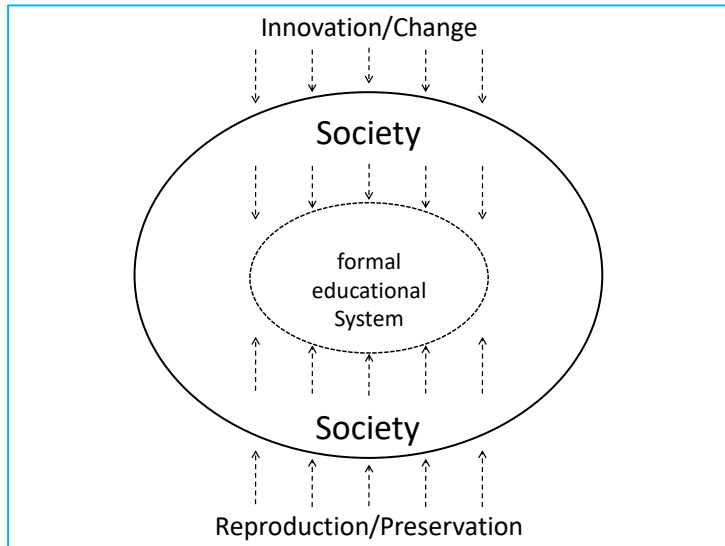 Innovation/Change
Society
formal
educational
System
Society
Reproduction/Preservation